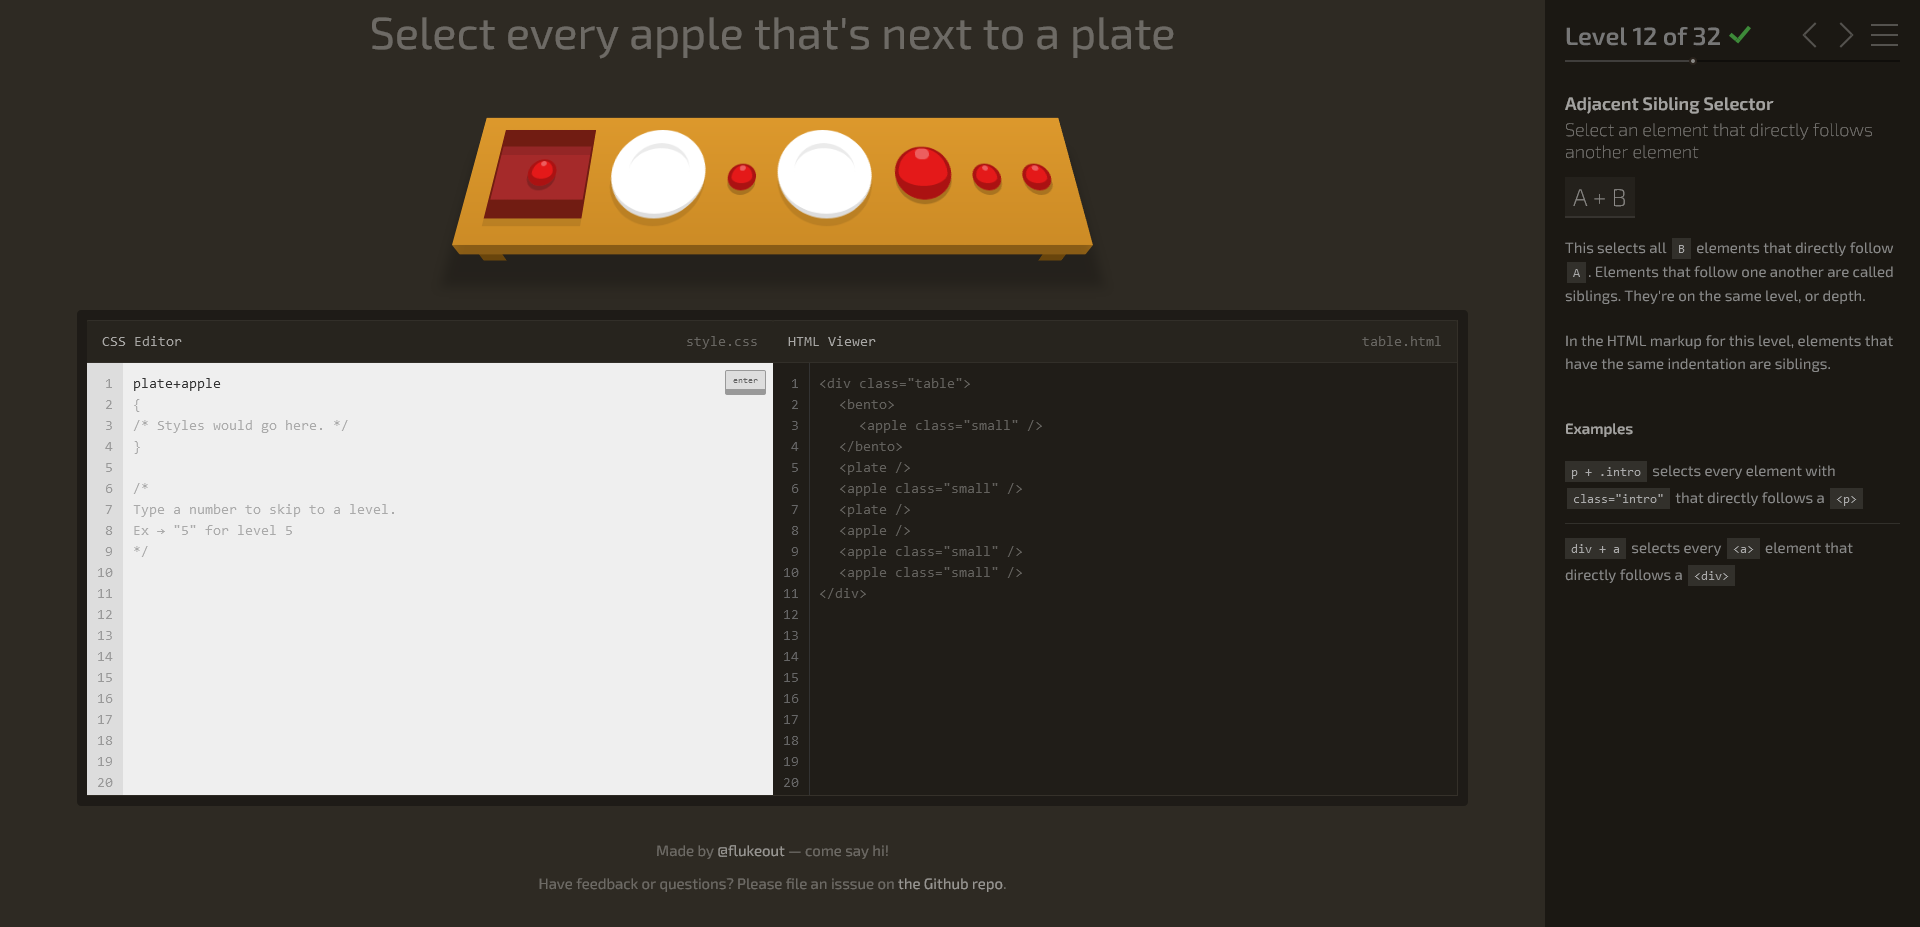 Select every apple that's next to a plate
CSS Editor
style.css
1 plate+apple
enter
2 {
3 /* Styles would go here. */
4 }
5
6 /*
7 Type a number to skip to a level.
8 Ex → "5" for level 5
9 */
10
11
12
13
14
15
16
17
18
19
20
HTML Viewer
table.html
1 <div class="table">
2 <bento>
3 <apple class="small" />
4 </bento>
5 <plate />
6 <apple class="small" />
7 <plate />
8 <apple />
9 <apple class="small" />
10 <apple class="small" />
11 </div>
12
13
14
15
16
17
18
19
20
Made by @flukeout — come say hi!
Have feedback or questions? Please file an isssue on the Github repo.
Level 12 of 32
Adjacent Sibling Selector
Select an element that directly follows
another element
A + B
This selects all B elements that directly follow
A . Elements that follow one another are called
siblings. They're on the same level, or depth.
In the HTML markup for this level, elements that
have the same indentation are siblings.
Examples
p + .intro selects every element with
class="intro" that directly follows a <p>
div + a selects every <a> element that
directly follows a <div>